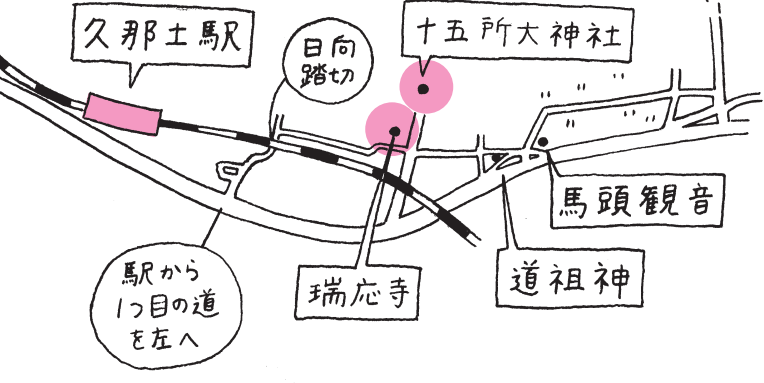 久那土駅
日向
踏切
十五所大神社
馬頭観音
道祖神
瑞応寺
駅から
1つ目の道
を左へ